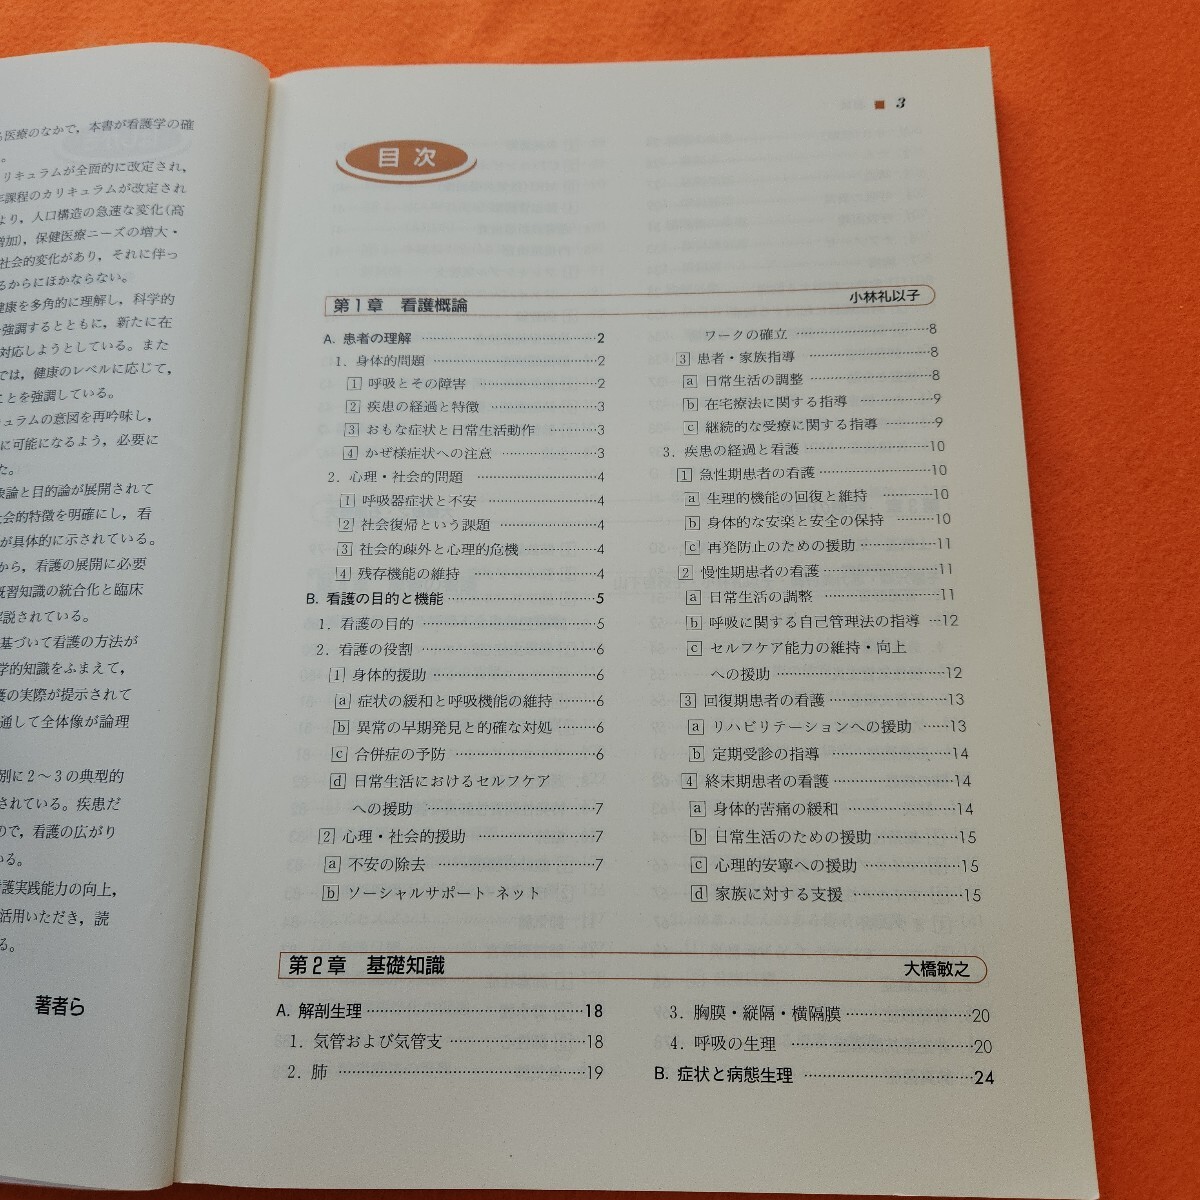 医療のなかで，本書が看護学の確
。
リキュラムが全面的に改定され，
課程のカリキュラムが改定され
より，人口構造の急速な変化（高
増加），保健医療ニーズの増大・
社会的変化があり，それに伴っ
るからにほかならない。
健康を多角的に理解し，科学的
強調するとともに，新たに在
対応しようとしている。また
では，健康のレベルに応じて，
ことを強調している。
キュラムの意図を再吟味し，
に可能になるよう，必要に
た。
論と目的論が展開されて
会的特徴を明確にし，看
が具体的に示されている。
から，看護の展開に必要
既習知識の統合化と臨床
解説されている。
基づいて看護の方法が
学的知識をふまえて，
護の実際が提示されて
通して全体像が論理
別に2〜3の典型的
されている。疾患だ
ので，看護の広がり
いる。
看護実践能力の向上，
活用いただき，読
る。
著者ら
■ 3
目次
第1章 看護概論 小林礼以子
A. 患者の理解 ……2
1. 身体的問題 ……2
1 呼吸とその障害 ……2
2 疾患の経過と特徴 ……3
3 おもな症状と日常生活動作 ……3
4 かぜ様症状への注意 ……3
2. 心理・社会的問題 ……4
1 呼吸器症状と不安 ……4
2 社会復帰という課題 ……4
3 社会的疎外と心理的危機 ……4
4 残存機能の維持 ……4
B. 看護の目的と機能 ……5
1. 看護の目的 ……5
2. 看護の役割 ……6
1 身体的援助 ……6
a 症状の緩和と呼吸機能の維持 ……6
b 異常の早期発見と的確な対処 ……6
c 合併症の予防 ……6
d 日常生活におけるセルフケア
への援助 ……7
2 心理・社会的援助 ……7
a 不安の除去 ……7
b ソーシャルサポート・ネット
ワークの確立 ……8
3 患者・家族指導 ……8
a 日常生活の調整 ……8
b 在宅療法に関する指導 ……9
c 継続的な受療に関する指導 ……9
3. 疾患の経過と看護 ……10
1 急性期患者の看護 ……10
a 生理的機能の回復と維持 ……10
b 身体的な安楽と安全の保持 ……10
c 再発防止のための援助 ……11
2 慢性期患者の看護 ……11
a 日常生活の調整 ……11
b 呼吸に関する自己管理法の指導 …12
c セルフケア能力の維持・向上
への援助 ……12
3 回復期患者の看護 ……13
a リハビリテーションへの援助 ……13
b 定期受診の指導 ……14
4 終末期患者の看護 ……14
a 身体的苦痛の緩和 ……14
b 日常生活のための援助 ……15
c 心理的安寧への援助 ……15
d 家族に対する支援 ……15
第2章 基礎知識 大橋敏之
A. 解剖生理 ……18
1. 気管および気管支 ……18
2. 肺 ……19
3. 胸膜・縦隔・横隔膜 ……20
4. 呼吸の生理 ……20
B. 症状と病態生理 ……24